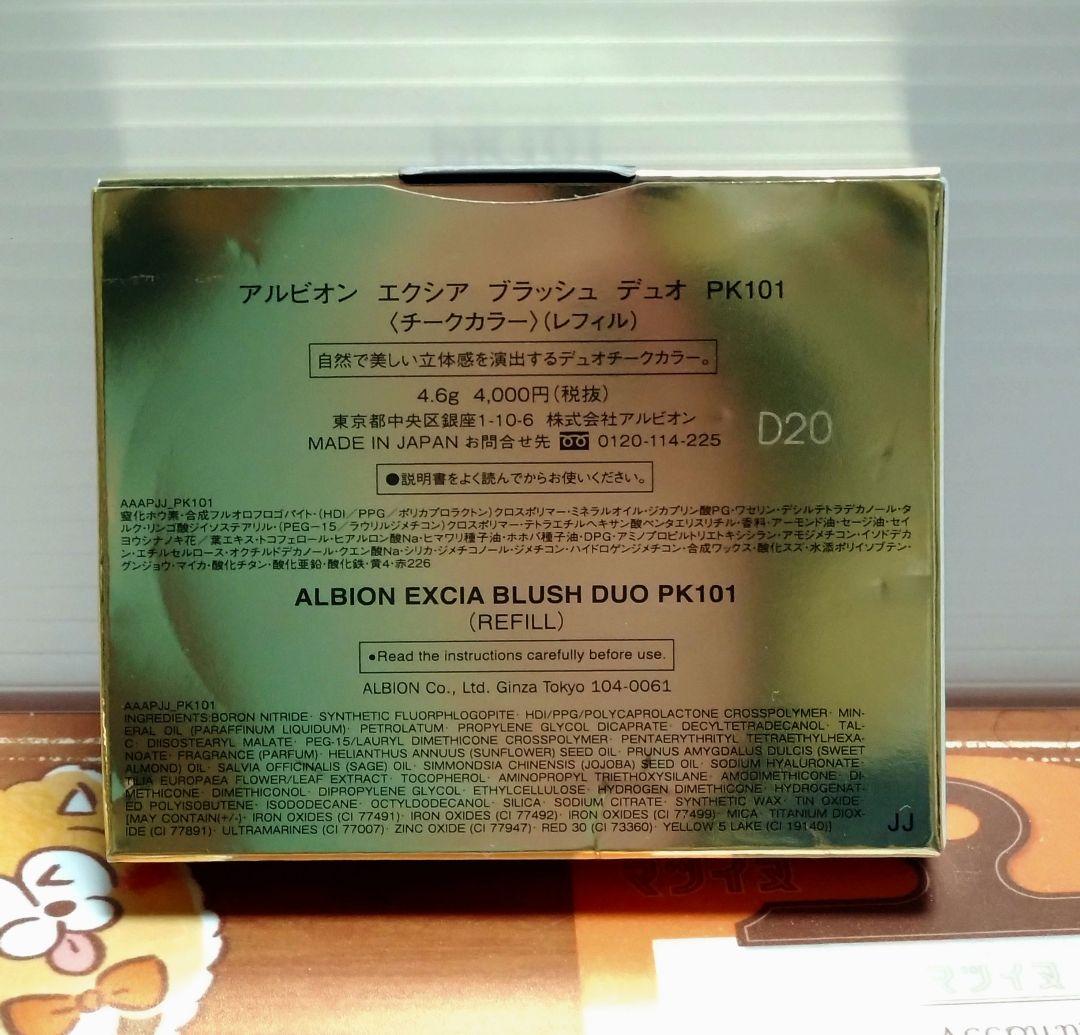 アルビオン エクシア ブラッシュ デュオ PK101
〈チークカラー〉(レフィル)
自然で美しい立体感を演出するデュオチークカラー。
4.6g 4,000円(税抜)
東京都中央区銀座1-10-6 株式会社アルビオン
D20
MADE IN JAPAN お問合せ先 0120-114-225
●説明書をよく読んでからお使いください。
AAAPJJ_PK101
窒化ホウ素・合成フルオロフロゴパイト・(HDI/PPG/ポリカプロラクトン)クロスポリマー・ミネラルオイル・ジカプリン酸PG・ワセリン・デシルテトラデカノール・タ
ルク・リンゴ酸ジイソステアリル・(PEG-15/ラウリルジメチコン)クロスポリマー・テトラエチルヘキサン酸ペンタエリスリチル・香料・アーモンド油・セージ油・セイ
ヨウシナノキ花/葉エキス・トコフェロール・ヒアルロン酸Na・ヒマワリ種子油・ホホバ種子油・DPG・アミノプロピルトリエトキシシラン・アモジメチコン・イソドデカ
ン・エチルセルロース・オクチルドデカノール・クエン酸Na・シリカ・ジメチコノール・ジメチコン・ハイドロゲンジメチコン・合成ワックス・酸化スズ・水添ポリイソブテン・
グンジョウ・マイカ・酸化チタン・酸化亜鉛・酸化鉄・黄4・赤226
ALBION EXCIA BLUSH DUO PK101
(REFILL)
●Read the instructions carefully before use.
ALBION Co., Ltd. Ginza Tokyo 104-0061
AAAPJJ_PK101
INGREDIENTS:BORON NITRIDE· SYNTHETIC FLUORPHLOGOPITE· HDI/PPG/POLYCAPROLACTONE CROSSPOLYMER· MIN-
ERAL OIL (PARAFFINUM LIQUIDUM)· PETROLATUM· PROPYLENE GLYCOL DICAPRATE· DECYLTETRADECANOL· TAL-
C· DIISOSTEARYL MALATE· PEG-15/LAURYL DIMETHICONE CROSSPOLYMER· PENTAERYTHRITYL TETRAETHYLHEXA-
NOATE· FRAGRANCE (PARFUM)· HELIANTHUS ANNUUS (SUNFLOWER) SEED OIL· PRUNUS AMYGDALUS DULCIS (SWEET
ALMOND) OIL· SALVIA OFFICINALIS (SAGE) OIL· SIMMONDSIA CHINENSIS (JOJOBA) SEED OIL· SODIUM HYALURONATE·
TILIA EUROPAEA FLOWER/LEAF EXTRACT· TOCOPHEROL· AMINOPROPYL TRIETHOXYSILANE· AMODIMETHICONE· DI-
METHICONE· DIMETHICONOL· DIPROPYLENE GLYCOL· ETHYLCELLULOSE· HYDROGEN DIMETHICONE· HYDROGENAT-
ED POLYISOBUTENE· ISODODECANE· OCTYLDODECANOL· SILICA· SODIUM CITRATE· SYNTHETIC WAX· TIN OXIDE·
[MAY CONTAIN(+/-)· IRON OXIDES (CI 77491)· IRON OXIDES (CI 77492)· IRON OXIDES (CI 77499)· MICA· TITANIUM DIOX-
IDE (CI 77891)· ULTRAMARINES (CI 77007)· ZINC OXIDE (CI 77947)· RED 30 (CI 73360)· YELLOW 5 LAKE (CI 19140)]
JJ